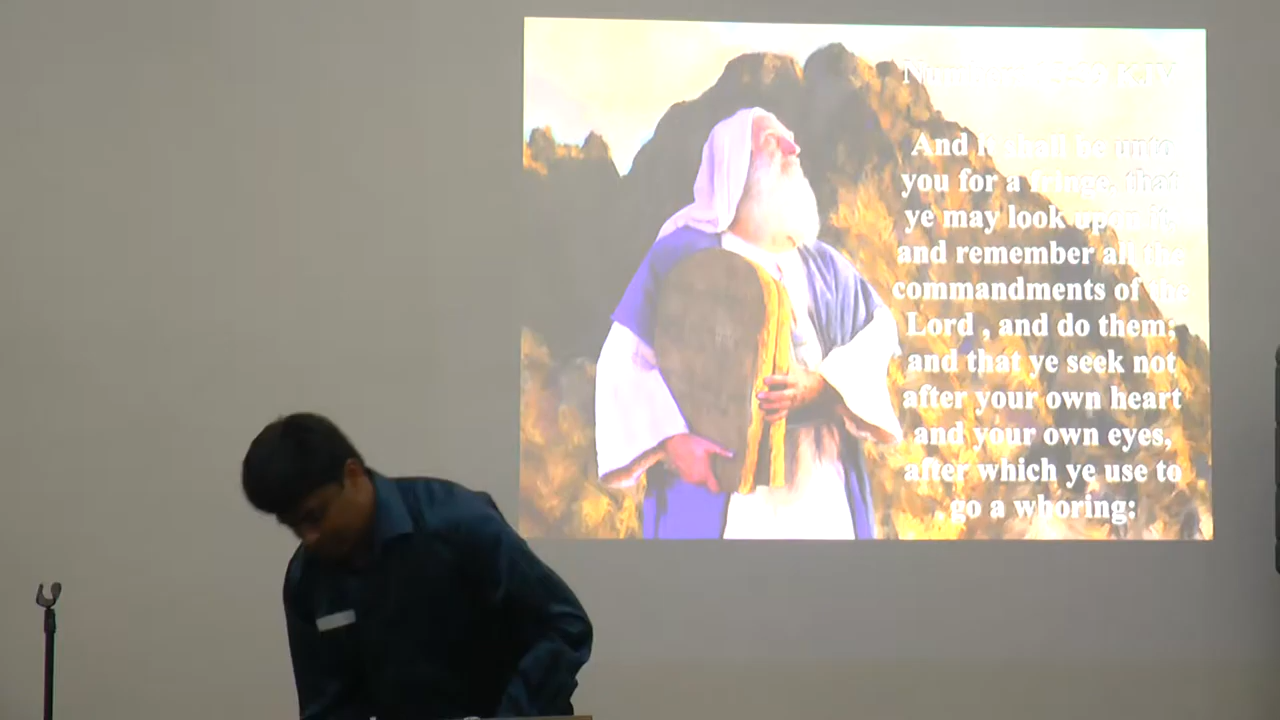 KJV
And it shall be unto
you for a fringe, that
ye may look upon it,
and remember all the
commandments of the
Lord , and do them;
and that ye seek not
after your own heart
and your own eyes,
after which ye use to
go a whoring: